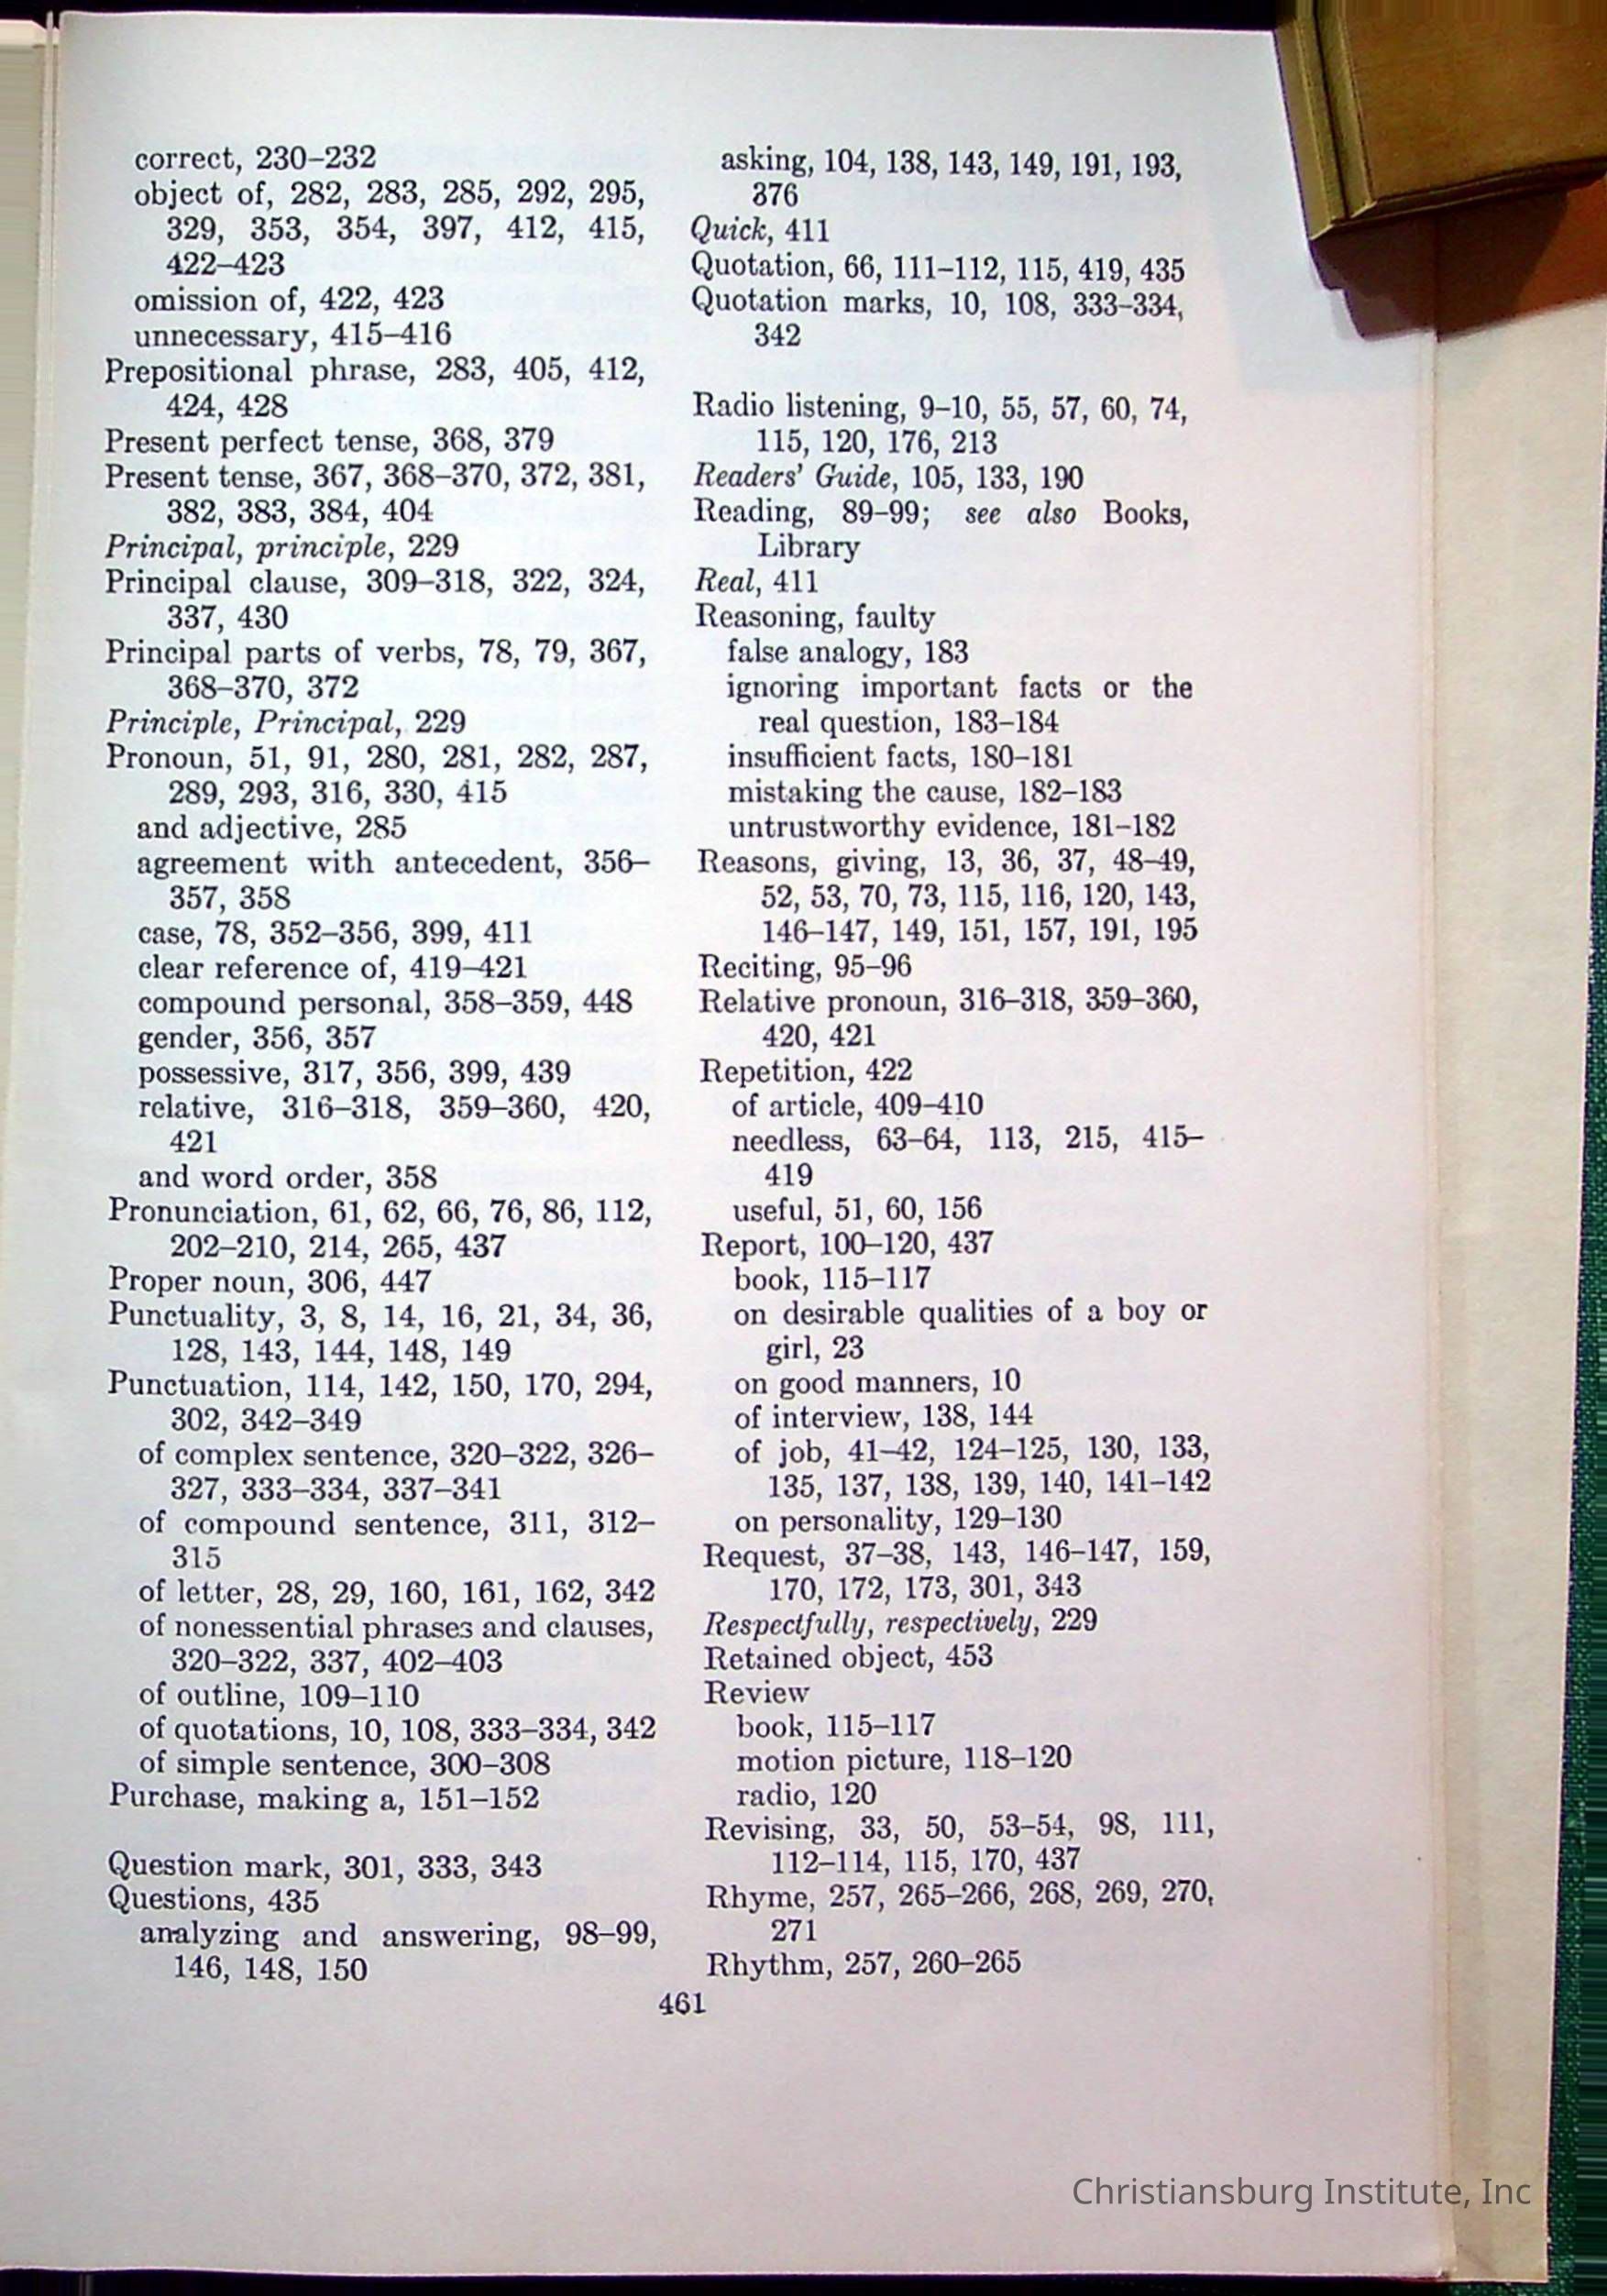 correct, 230–232
object of, 282, 283, 285, 292, 295,
329, 353, 354, 397, 412, 415,
422–423
omission of, 422, 423
unnecessary, 415–416
Prepositional phrase, 283, 405, 412,
424, 428
Present perfect tense, 368, 379
Present tense, 367, 368–370, 372, 381,
382, 383, 384, 404
Principal, principle, 229
Principal clause, 309–318, 322, 324,
337, 430
Principal parts of verbs, 78, 79, 367,
368–370, 372
Principle, Principal, 229
Pronoun, 51, 91, 280, 281, 282, 287,
289, 293, 316, 330, 415
and adjective, 285
agreement with antecedent, 356–
357, 358
case, 78, 352–356, 399, 411
clear reference of, 419–421
compound personal, 358–359, 448
gender, 356, 357
possessive, 317, 356, 399, 439
relative, 316–318, 359–360, 420,
421
and word order, 358
Pronunciation, 61, 62, 66, 76, 86, 112,
202–210, 214, 265, 437
Proper noun, 306, 447
Punctuality, 3, 8, 14, 16, 21, 34, 36,
128, 143, 144, 148, 149
Punctuation, 114, 142, 150, 170, 294,
302, 342–349
of complex sentence, 320–322, 326–
327, 333–334, 337–341
of compound sentence, 311, 312–
315
of letter, 28, 29, 160, 161, 162, 342
of nonessential phrases and clauses,
320–322, 337, 402–403
of outline, 109–110
of quotations, 10, 108, 333–334, 342
of simple sentence, 300–308
Purchase, making a, 151–152
Question mark, 301, 333, 343
Questions, 435
analyzing and answering, 98–99,
146, 148, 150
asking, 104, 138, 143, 149, 191, 193,
376
Quick, 411
Quotation, 66, 111–112, 115, 419, 435
Quotation marks, 10, 108, 333–334,
342
Radio listening, 9–10, 55, 57, 60, 74,
115, 120, 176, 213
Readers' Guide, 105, 133, 190
Reading, 89–99; see also Books,
Library
Real, 411
Reasoning, faulty
false analogy, 183
ignoring important facts or the
real question, 183–184
insufficient facts, 180–181
mistaking the cause, 182–183
untrustworthy evidence, 181–182
Reasons, giving, 13, 36, 37, 48–49,
52, 53, 70, 73, 115, 116, 120, 143,
146–147, 149, 151, 157, 191, 195
Reciting, 95–96
Relative pronoun, 316–318, 359–360,
420, 421
Repetition, 422
of article, 409–410
needless, 63–64, 113, 215, 415–
419
useful, 51, 60, 156
Report, 100–120, 437
book, 115–117
on desirable qualities of a boy or
girl, 23
on good manners, 10
of interview, 138, 144
of job, 41–42, 124–125, 130, 133,
135, 137, 138, 139, 140, 141–142
on personality, 129–130
Request, 37–38, 143, 146–147, 159,
170, 172, 173, 301, 343
Respectfully, respectively, 229
Retained object, 453
Review
book, 115–117
motion picture, 118–120
radio, 120
Revising, 33, 50, 53–54, 98, 111,
112–114, 115, 170, 437
Rhyme, 257, 265–266, 268, 269, 270,
271
Rhythm, 257, 260–265
461
Christiansburg Institute, Inc